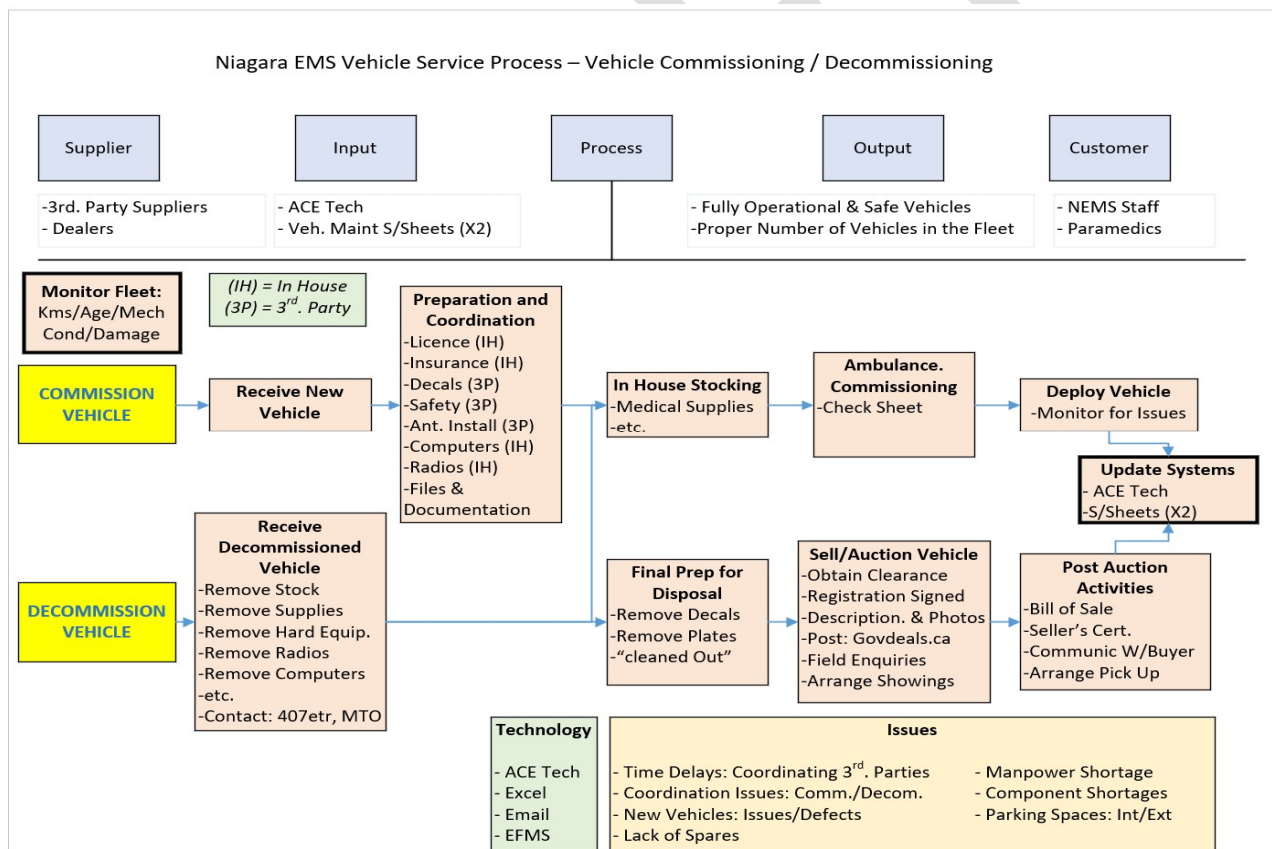 Niagara EMS Vehicle Service Process – Vehicle Commissioning / Decommissioning
Supplier
Input
Process
Output
Customer
-3rd. Party Suppliers
- Dealers
- ACE Tech
- Veh. Maint S/Sheets (X2)
- Fully Operational & Safe Vehicles
-Proper Number of Vehicles in the Fleet
- NEMS Staff
- Paramedics
Monitor Fleet:
Kms/Age/Mech
Cond/Damage
(IH) = In House
(3P) = 3rd. Party
COMMISSION
VEHICLE
Receive New
Vehicle
Preparation and
Coordination
-Licence (IH)
-Insurance (IH)
-Decals (3P)
-Safety (3P)
-Ant. Install (3P)
-Computers (IH)
-Radios (IH)
-Files &
Documentation
In House Stocking
-Medical Supplies
-etc.
Ambulance.
Commissioning
-Check Sheet
Deploy Vehicle
-Monitor for Issues
Update Systems
- ACE Tech
-S/Sheets (X2)
DECOMMISSION
VEHICLE
Receive
Decommissioned
Vehicle
-Remove Stock
-Remove Supplies
-Remove Hard Equip.
-Remove Radios
-Remove Computers
-etc.
-Contact: 407etr, MTO
Final Prep for
Disposal
-Remove Decals
-Remove Plates
-“cleaned Out”
Sell/Auction Vehicle
-Obtain Clearance
-Registration Signed
-Description. & Photos
-Post: Govdeals.ca
-Field Enquiries
-Arrange Showings
Post Auction
Activities
-Bill of Sale
-Seller’s Cert.
-Communic W/Buyer
-Arrange Pick Up
Technology
- ACE Tech
- Excel
- Email
- EFMS
Issues
- Time Delays: Coordinating 3rd. Parties
- Coordination Issues: Comm./Decom.
- New Vehicles: Issues/Defects
- Lack of Spares
- Manpower Shortage
- Component Shortages
- Parking Spaces: Int/Ext